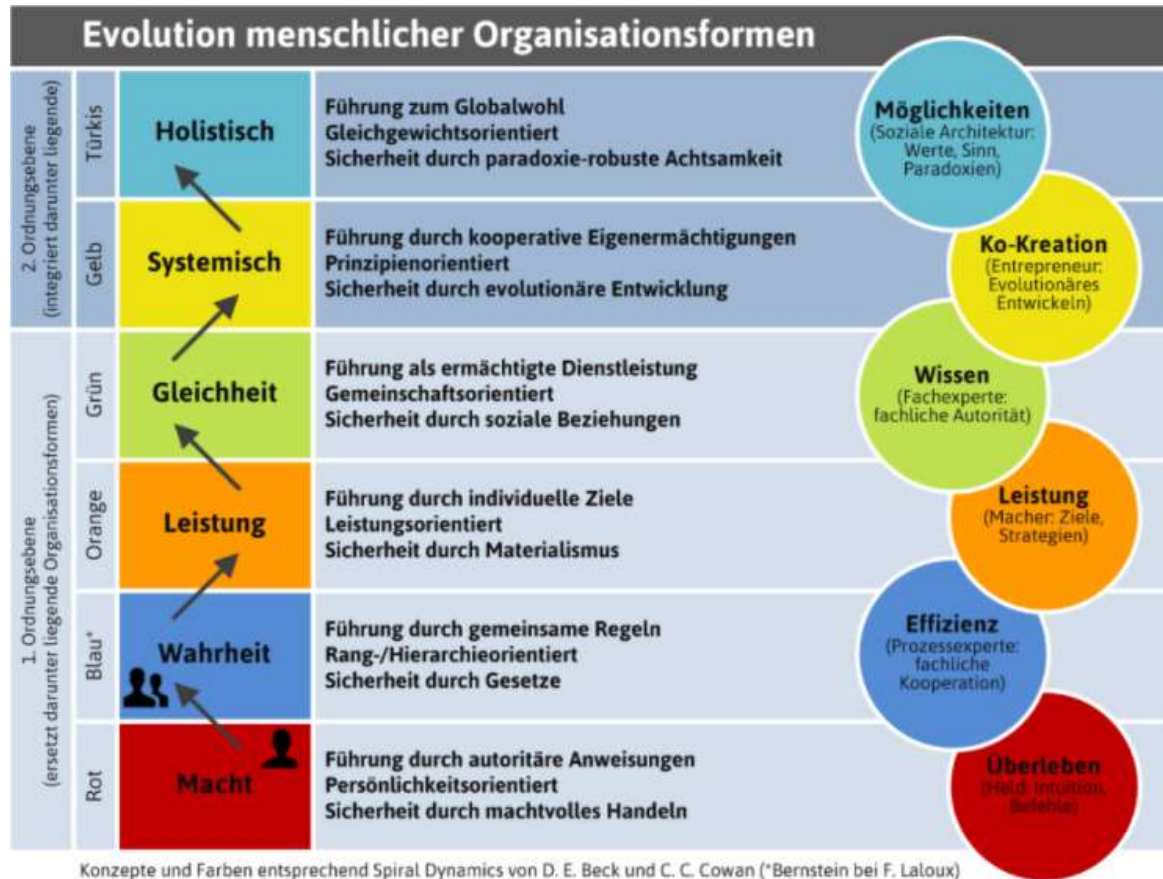 Evolution menschlicher Organisationsformen
2. Ordnungsebene
(integriert darunter liegende)
Türkis
Holistisch
Führung zum Globalwohl
Gleichgewichtsorientiert
Sicherheit durch paradoxie-robuste Achtsamkeit
Möglichkeiten
(Soziale Architektur:
Werte, Sinn,
Paradoxien)
Gelb
Systemisch
Führung durch kooperative Eigenermächtigungen
Prinzipienorientiert
Sicherheit durch evolutionäre Entwicklung
Ko-Kreation
(Entrepreneur:
Evolutionäres
Entwickeln)
1. Ordnungsebene
(ersetzt darunter liegende Organisationsformen)
Grün
Gleichheit
Führung als ermächtigte Dienstleistung
Gemeinschaftsorientiert
Sicherheit durch soziale Beziehungen
Wissen
(Fachexperte:
fachliche Autorität)
Orange
Leistung
Führung durch individuelle Ziele
Leistungsorientiert
Sicherheit durch Materialismus
Leistung
(Macher: Ziele,
Strategien)
Blau*
Wahrheit
Führung durch gemeinsame Regeln
Rang-/Hierarchieorientiert
Sicherheit durch Gesetze
Effizienz
(Prozessexperte:
fachliche
Kooperation)
Rot
Macht
Führung durch autoritäre Anweisungen
Persönlichkeitsorientiert
Sicherheit durch machtvolles Handeln
Überleben
(Held: Intuition,
Befehle)
Konzepte und Farben entsprechend Spiral Dynamics von D. E. Beck und C. C. Cowan (*Bernstein bei F. Laloux)